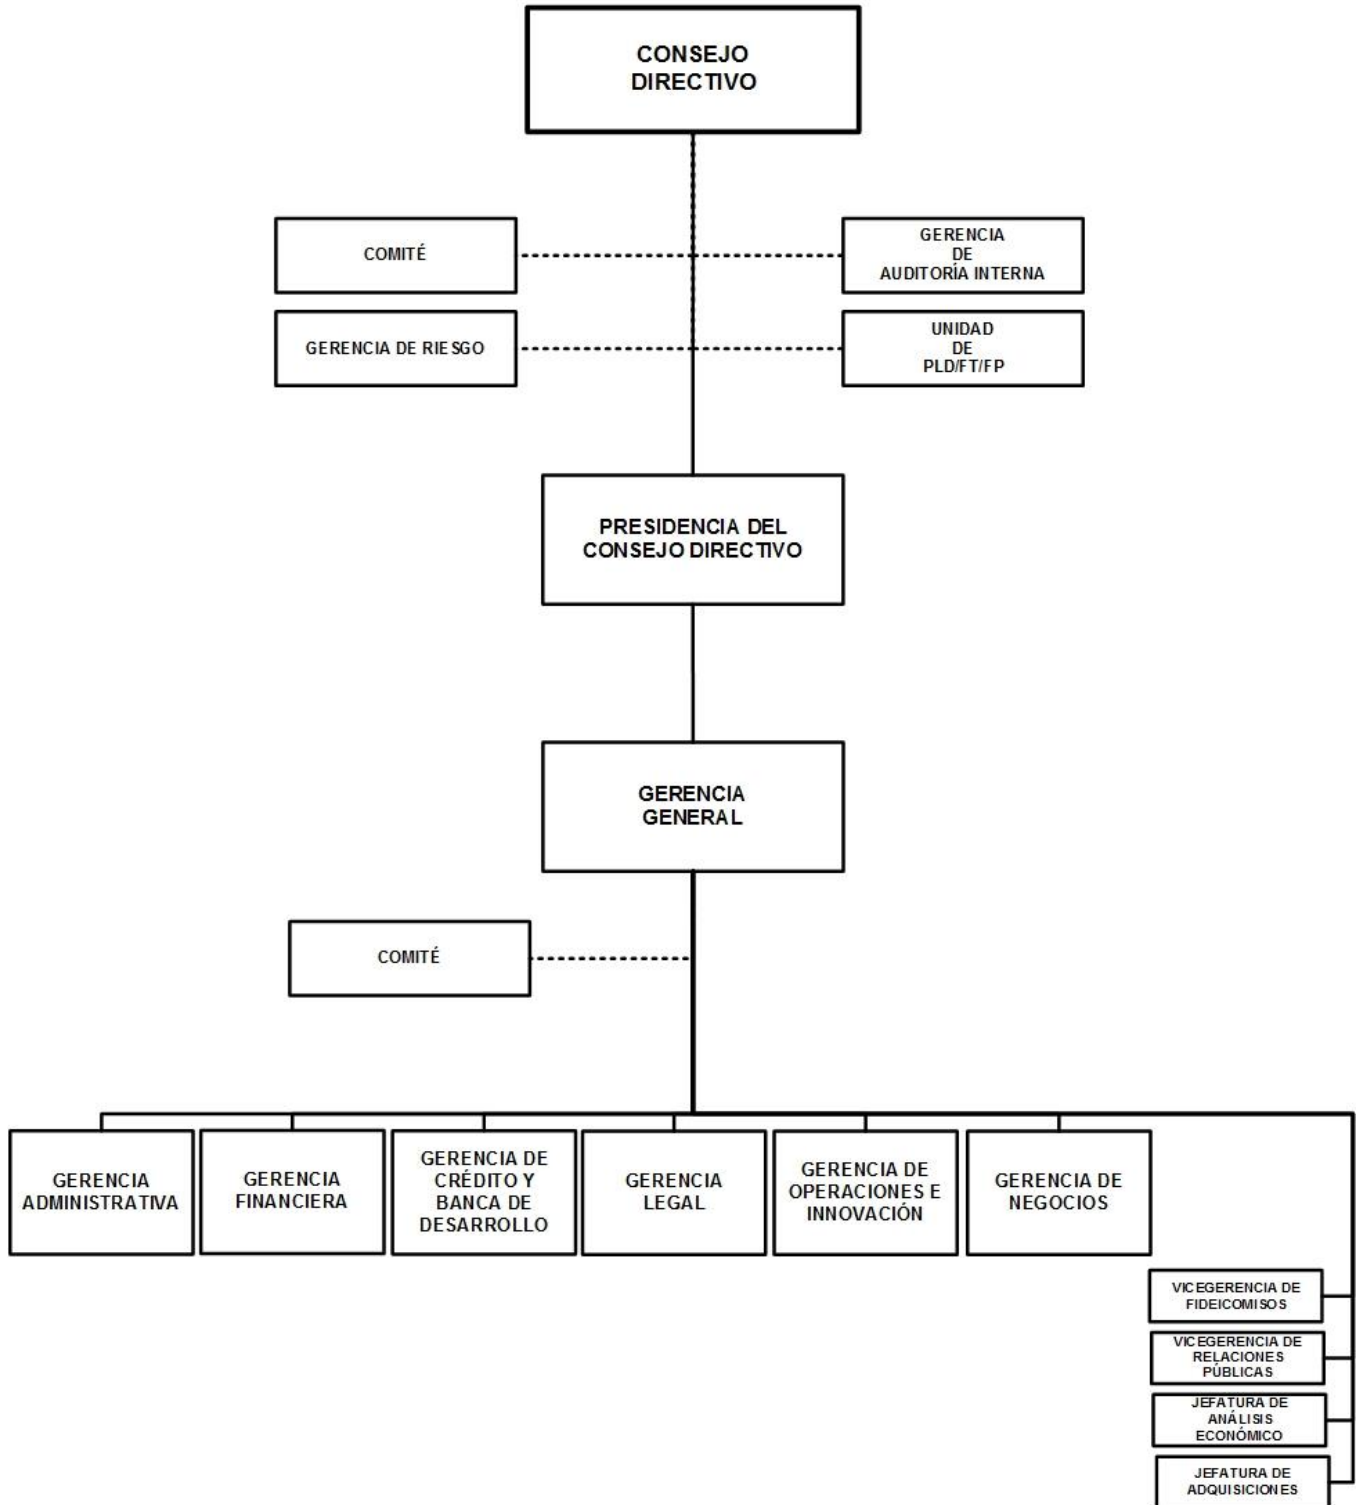 CONSEJO
DIRECTIVO
COMITÉ
GERENCIA
DE
AUDITORÍA INTERNA
GERENCIA DE RIESGO
UNIDAD
DE
PLD/FT/FP
PRESIDENCIA DEL
CONSEJO DIRECTIVO
GERENCIA
GENERAL
COMITÉ
GERENCIA
ADMINISTRATIVA
GERENCIA
FINANCIERA
GERENCIA DE
CRÉDITO Y
BANCA DE
DESARROLLO
GERENCIA
LEGAL
GERENCIA DE
OPERACIONES E
INNOVACIÓN
GERENCIA DE
NEGOCIOS
VICEGERENCIA DE
FIDEICOMISOS
VICEGERENCIA DE
RELACIONES
PÚBLICAS
JEFATURA DE
ANÁLISIS
ECONÓMICO
JEFATURA DE
ADQUISICIONES